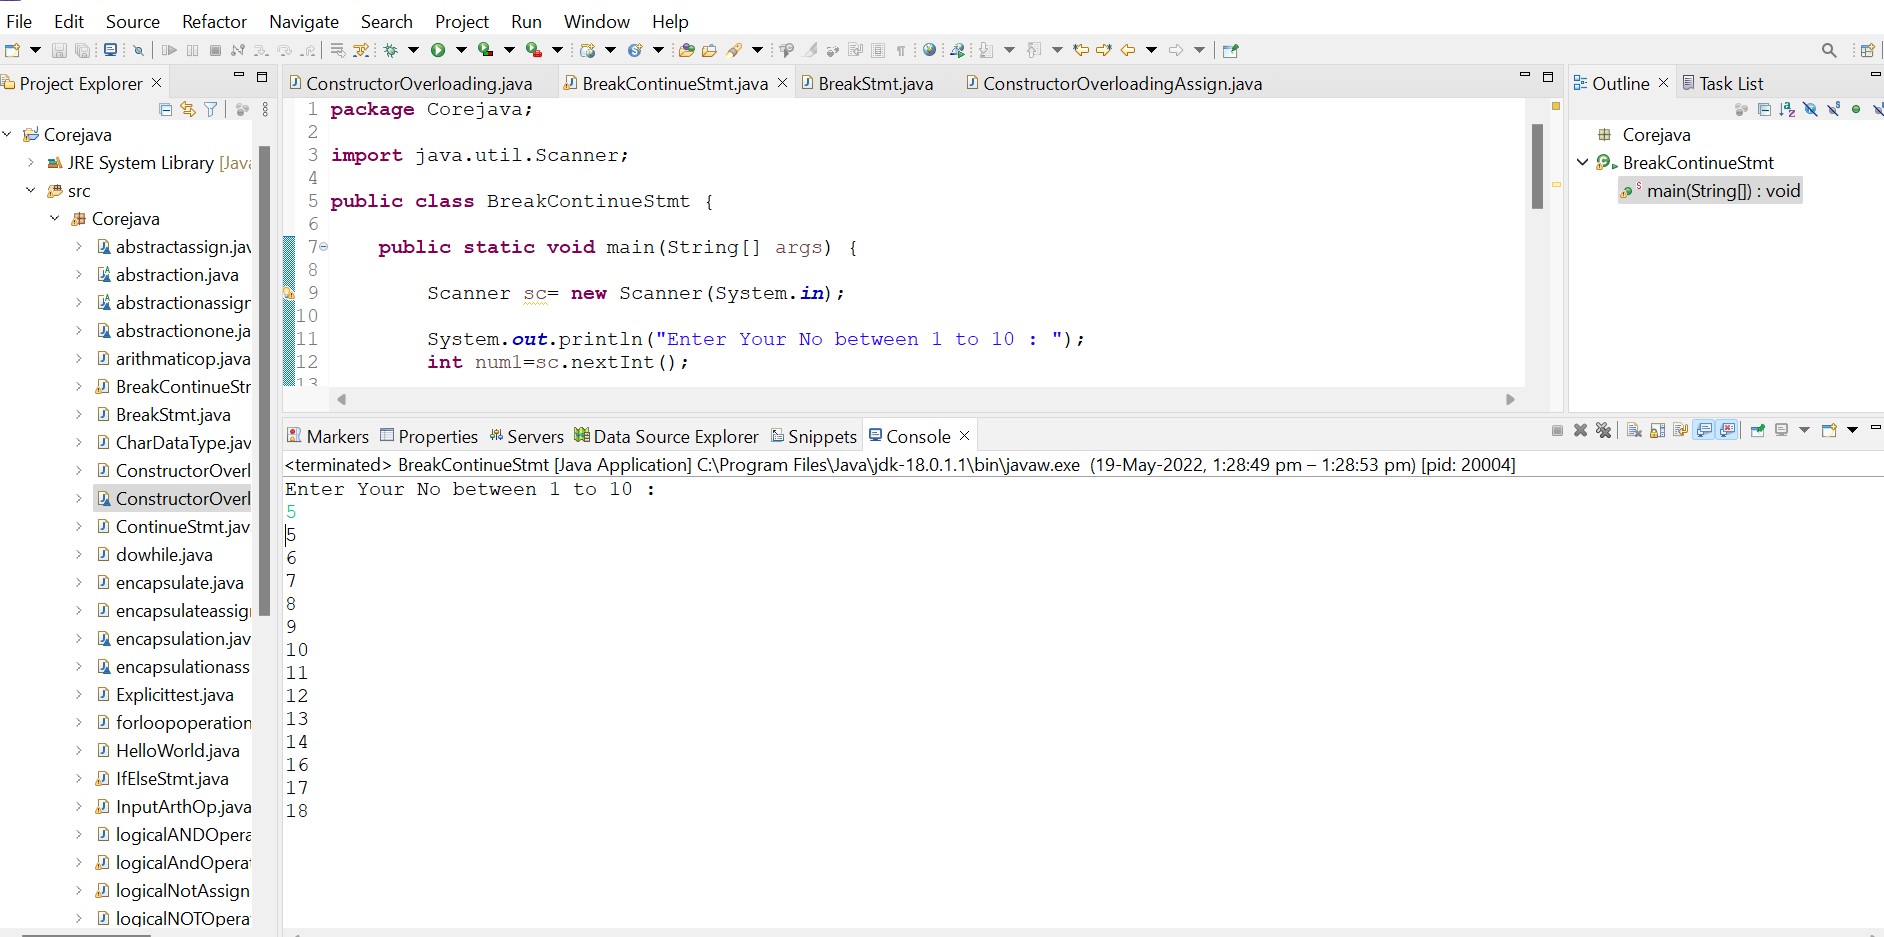 File Edit Source Refactor Navigate Search Project Run Window Help
Project Explorer
Corejava
JRE System Library [Java
src
Corejava
abstractassign.jav
abstraction.java
abstractionassigr
abstractionone.ja
arithmaticop.java
BreakContinueStr
BreakStmt.java
CharDataType.jav
ConstructorOverl
ConstructorOverl
ContinueStmt.jav
dowhile.java
encapsulate.java
encapsulateassig
encapsulation.jav
encapsulationass
Explicittest.java
forloopoperation
HelloWorld.java
IfElseStmt.java
InputArthOp.java
logicalANDOpera
logicalAndOpera
logicalNotAssign
logicalNOTOpera
ConstructorOverloading.java BreakContinueStmt.java BreakStmt.java ConstructorOverloadingAssign.java
1 package Corejava;
2
3 import java.util.Scanner;
4
5 public class BreakContinueStmt {
6
7 public static void main(String[] args) {
8
9 Scanner sc= new Scanner(System.in);
10
11 System.out.println("Enter Your No between 1 to 10 : ");
12 int num1=sc.nextInt();
13
Outline Task List
Corejava
BreakContinueStmt
main(String[]) : void
Markers Properties Servers Data Source Explorer Snippets Console
<terminated> BreakContinueStmt [Java Application] C:\Program Files\Java\jdk-18.0.1.1\bin\javaw.exe (19-May-2022, 1:28:49 pm – 1:28:53 pm) [pid: 20004]
Enter Your No between 1 to 10 :
5
5
6
7
8
9
10
11
12
13
14
16
17
18